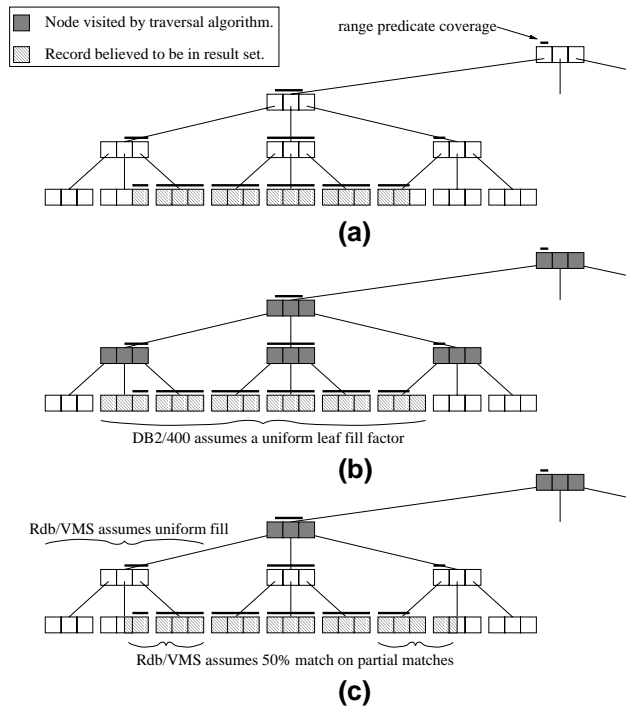 Node visited by traversal algorithm.
Record believed to be in result set.
range predicate coverage
(a)
DB2/400 assumes a uniform leaf fill factor
(b)
Rdb/VMS assumes uniform fill
Rdb/VMS assumes 50% match on partial matches
(c)